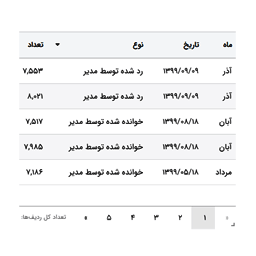 ماه تاریخ نوع تعداد
آذر ۱۳۹۹/۰۹/۰۹ رد شده توسط مدیر ۷,۵۵۳
آذر ۱۳۹۹/۰۹/۰۹ رد شده توسط مدیر ۸,۰۲۱
آبان ۱۳۹۹/۰۸/۱۸ خوانده شده توسط مدیر ۷,۵۱۷
آبان ۱۳۹۹/۰۸/۱۸ خوانده شده توسط مدیر ۷,۹۸۵
مرداد ۱۳۹۹/۰۵/۱۸ خوانده شده توسط مدیر ۷,۱۸۶
« ۱ ۲ ۳ ۴ ۵ » تعداد کل ردیف‌ها: